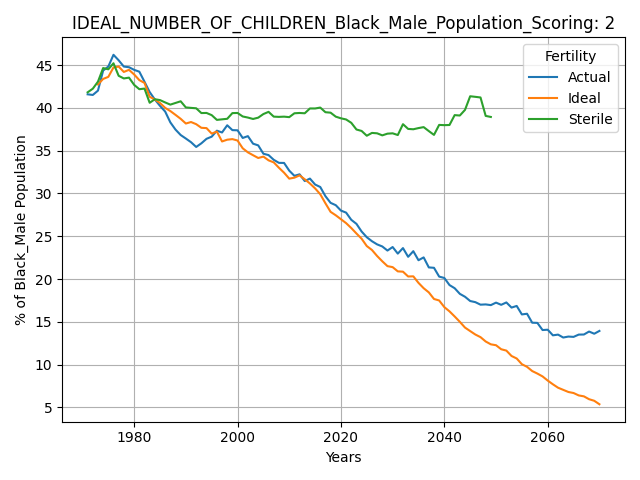 IDEAL_NUMBER_OF_CHILDREN_Black_Male_Population_Scoring: 2
Fertility
Actual
Ideal
Sterile
% of Black_Male Population
45
40
35
30
25
20
15
10
5
1980 2000 2020 2040 2060
Years